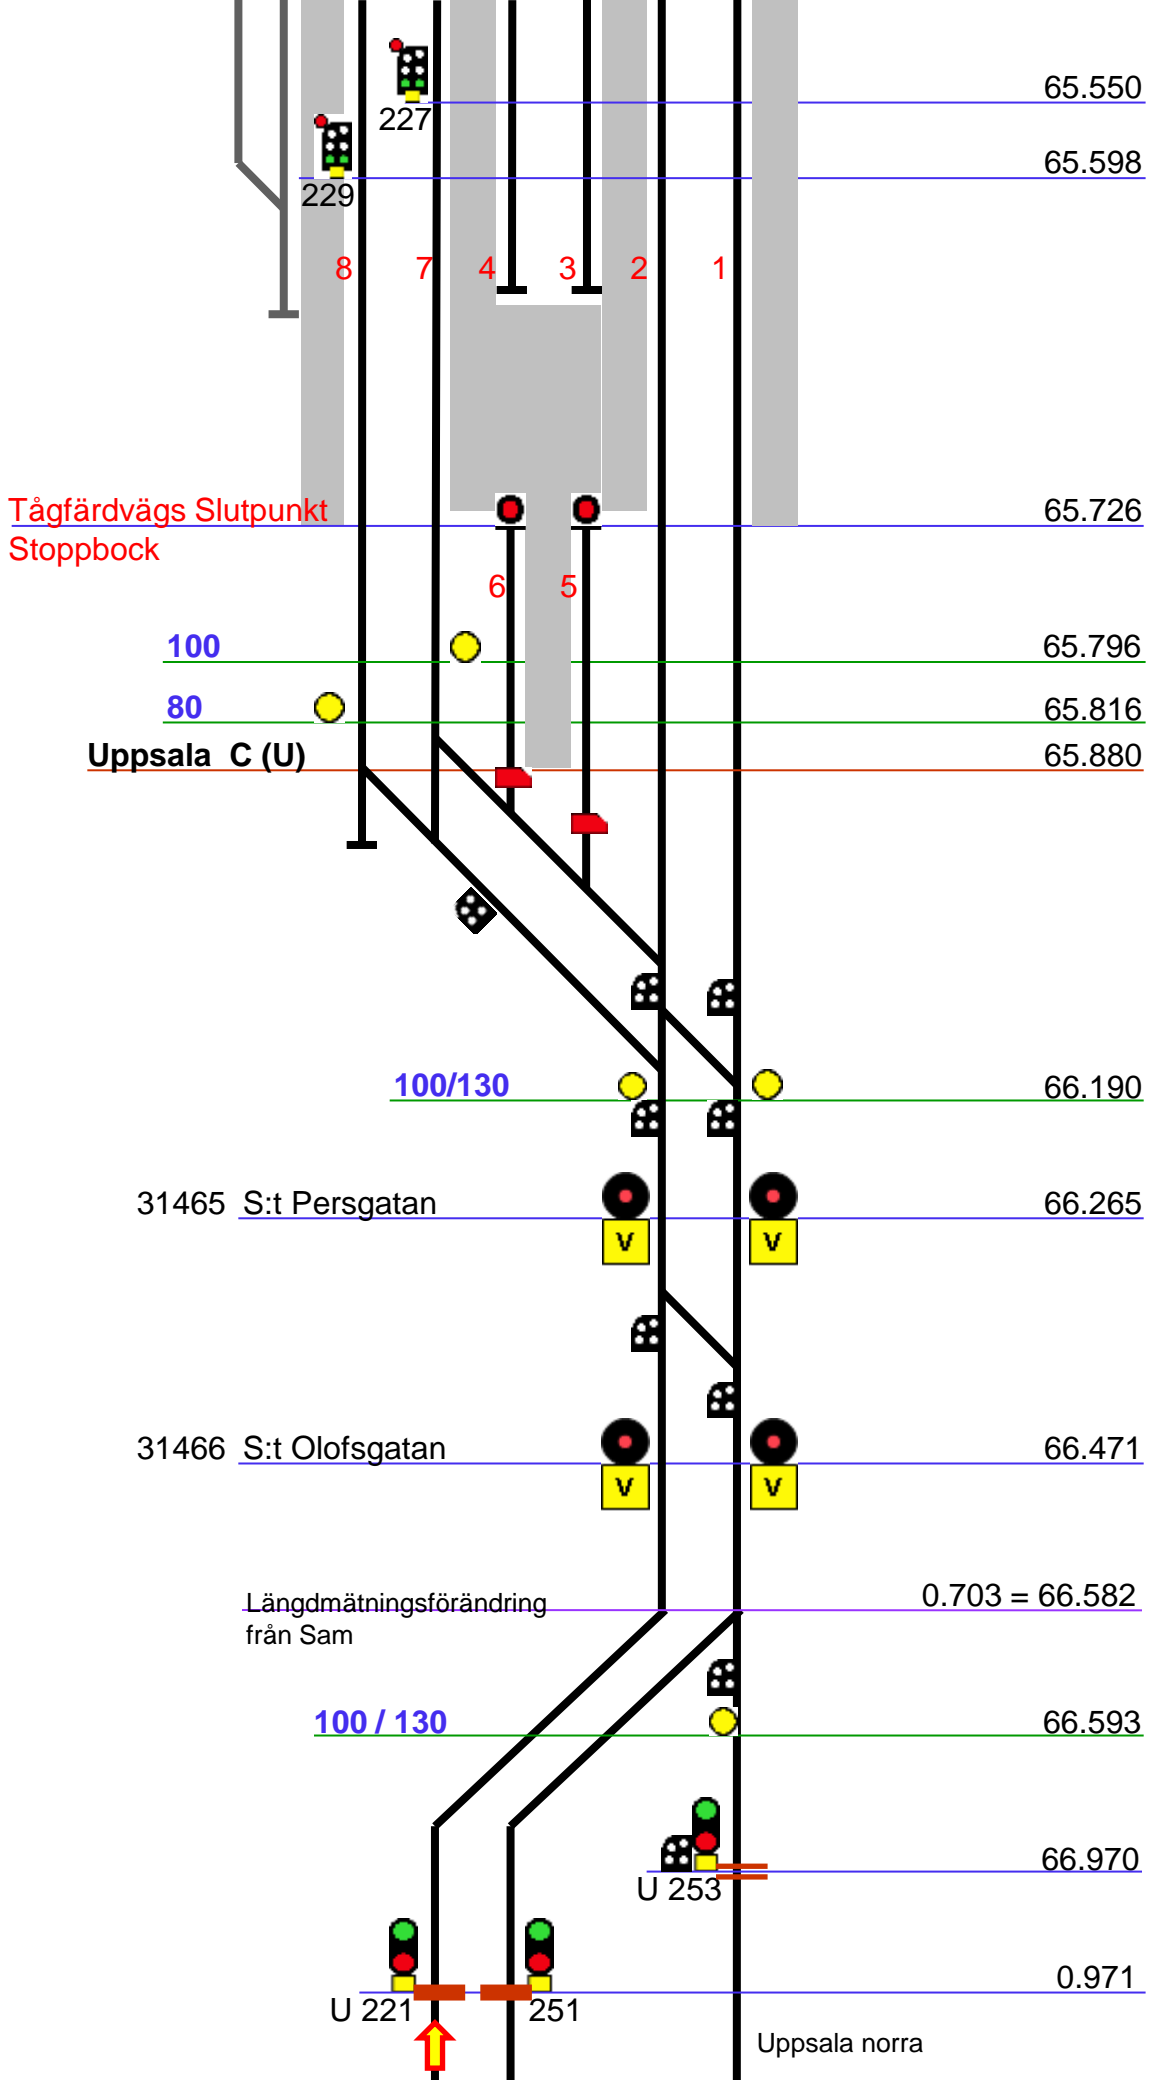 65.550
227
65.598
229
8 7 4 3 2 1
Tågfärdvägs Slutpunkt 65.726
Stoppbock
6 5
100 65.796
80 65.816
Uppsala C (U) 65.880
100/130 66.190
31465 S:t Persgatan 66.265
V V
31466 S:t Olofsgatan 66.471
V V
Längdmätningsförändring 0.703 = 66.582
från Sam
100 / 130 66.593
66.970
U 253
0.971
U 221 251
Uppsala norra